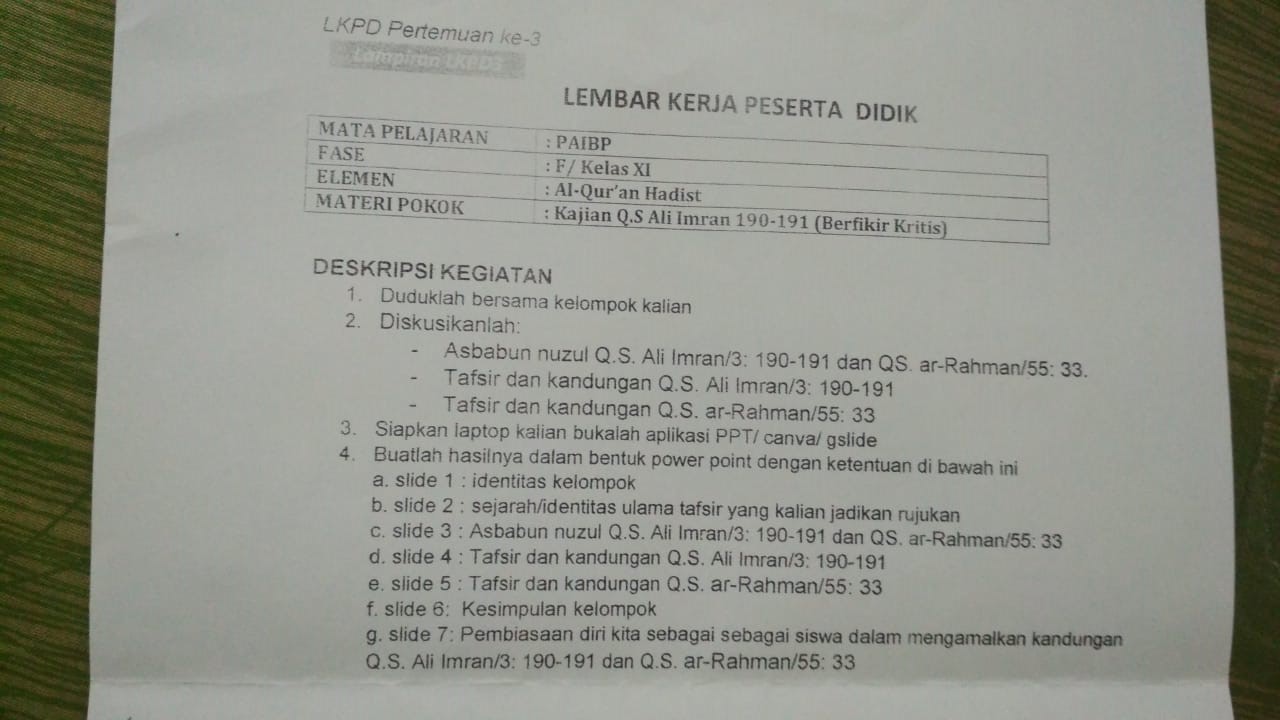 LKPD Pertemuan ke-3
Lampiran LKPD3
LEMBAR KERJA PESERTA DIDIK
MATA PELAJARAN : PAIBP
FASE : F/ Kelas XI
ELEMEN : Al-Qur'an Hadist
MATERI POKOK : Kajian Q.S Ali Imran 190-191 (Berfikir Kritis)
DESKRIPSI KEGIATAN
1. Duduklah bersama kelompok kalian
2. Diskusikanlah:
- Asbabun nuzul Q.S. Ali Imran/3: 190-191 dan QS. ar-Rahman/55: 33.
- Tafsir dan kandungan Q.S. Ali Imran/3: 190-191
- Tafsir dan kandungan Q.S. ar-Rahman/55: 33
3. Siapkan laptop kalian bukalah aplikasi PPT/ canva/ gslide
4. Buatlah hasilnya dalam bentuk power point dengan ketentuan di bawah ini
a. slide 1 : identitas kelompok
b. slide 2 : sejarah/identitas ulama tafsir yang kalian jadikan rujukan
c. slide 3 : Asbabun nuzul Q.S. Ali Imran/3: 190-191 dan QS. ar-Rahman/55: 33
d. slide 4 : Tafsir dan kandungan Q.S. Ali Imran/3: 190-191
e. slide 5 : Tafsir dan kandungan Q.S. ar-Rahman/55: 33
f. slide 6: Kesimpulan kelompok
g. slide 7: Pembiasaan diri kita sebagai sebagai siswa dalam mengamalkan kandungan
Q.S. Ali Imran/3: 190-191 dan Q.S. ar-Rahman/55: 33